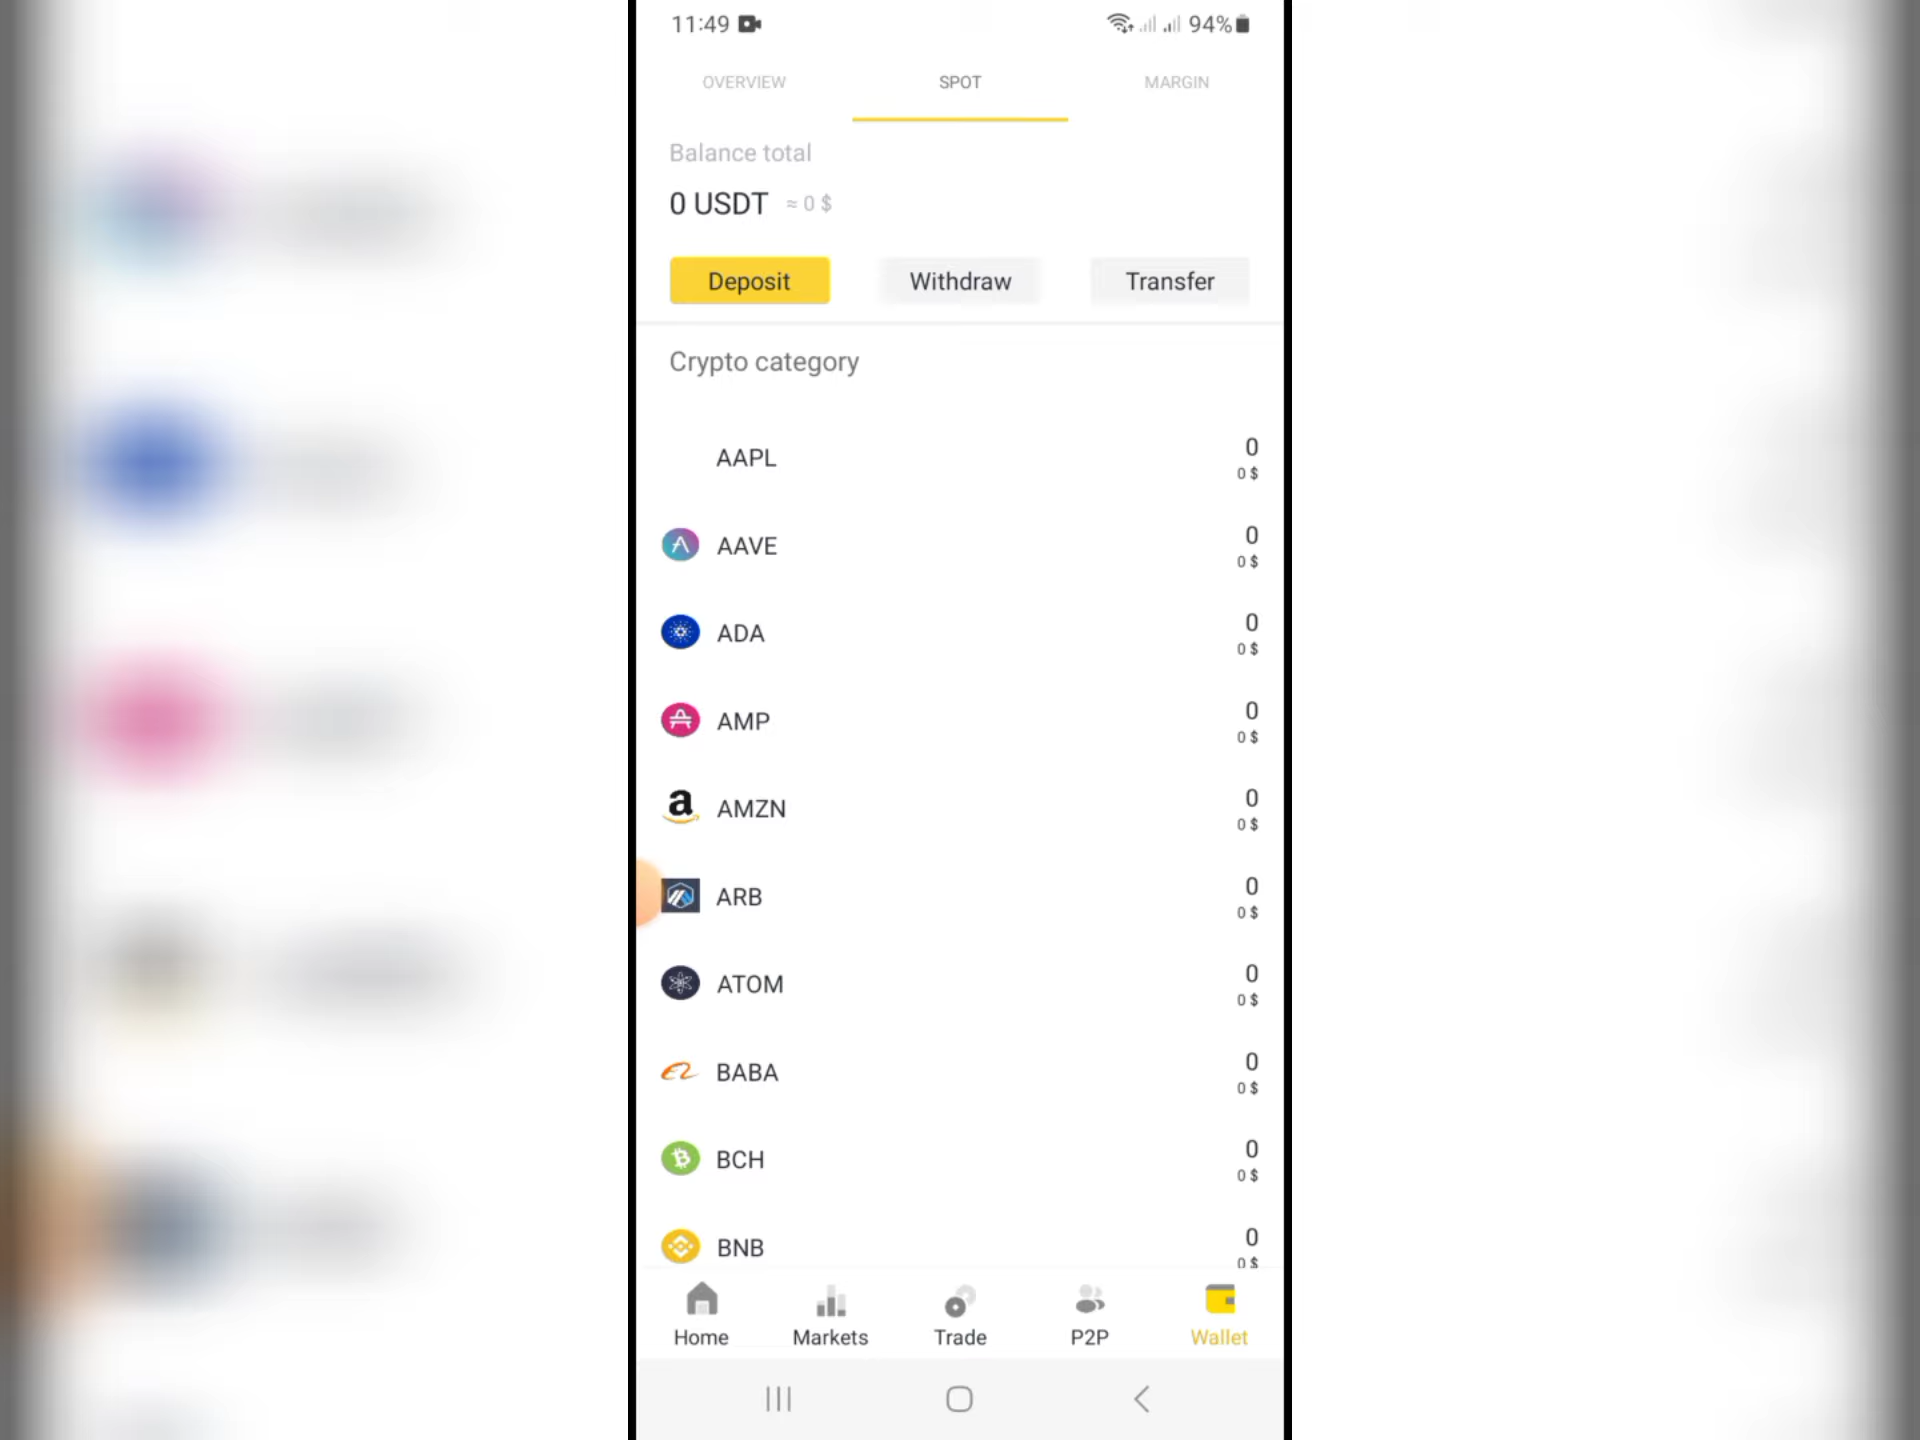 11:49 94%
OVERVIEW SPOT MARGIN
Balance total
0 USDT ≈ 0 $
Deposit Withdraw Transfer
Crypto category
AAPL 0
0 $
AAVE 0
0 $
ADA 0
0 $
AMP 0
0 $
a AMZN 0
0 $
ARB 0
0 $
ATOM 0
0 $
BABA 0
0 $
BCH 0
0 $
BNB 0
0 $
Home Markets Trade P2P Wallet